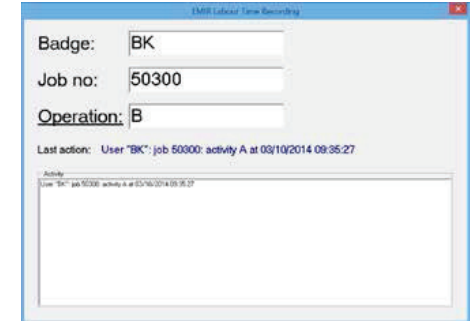 EMIR Labour Time Recording
Badge: BK
Job no: 50300
Operation: B
Last action: User "BK": job 50300: activity A at 03/10/2014 09:35:27
Activity
User "BK": job 50300: activity A at 03/10/2014 09:35:27